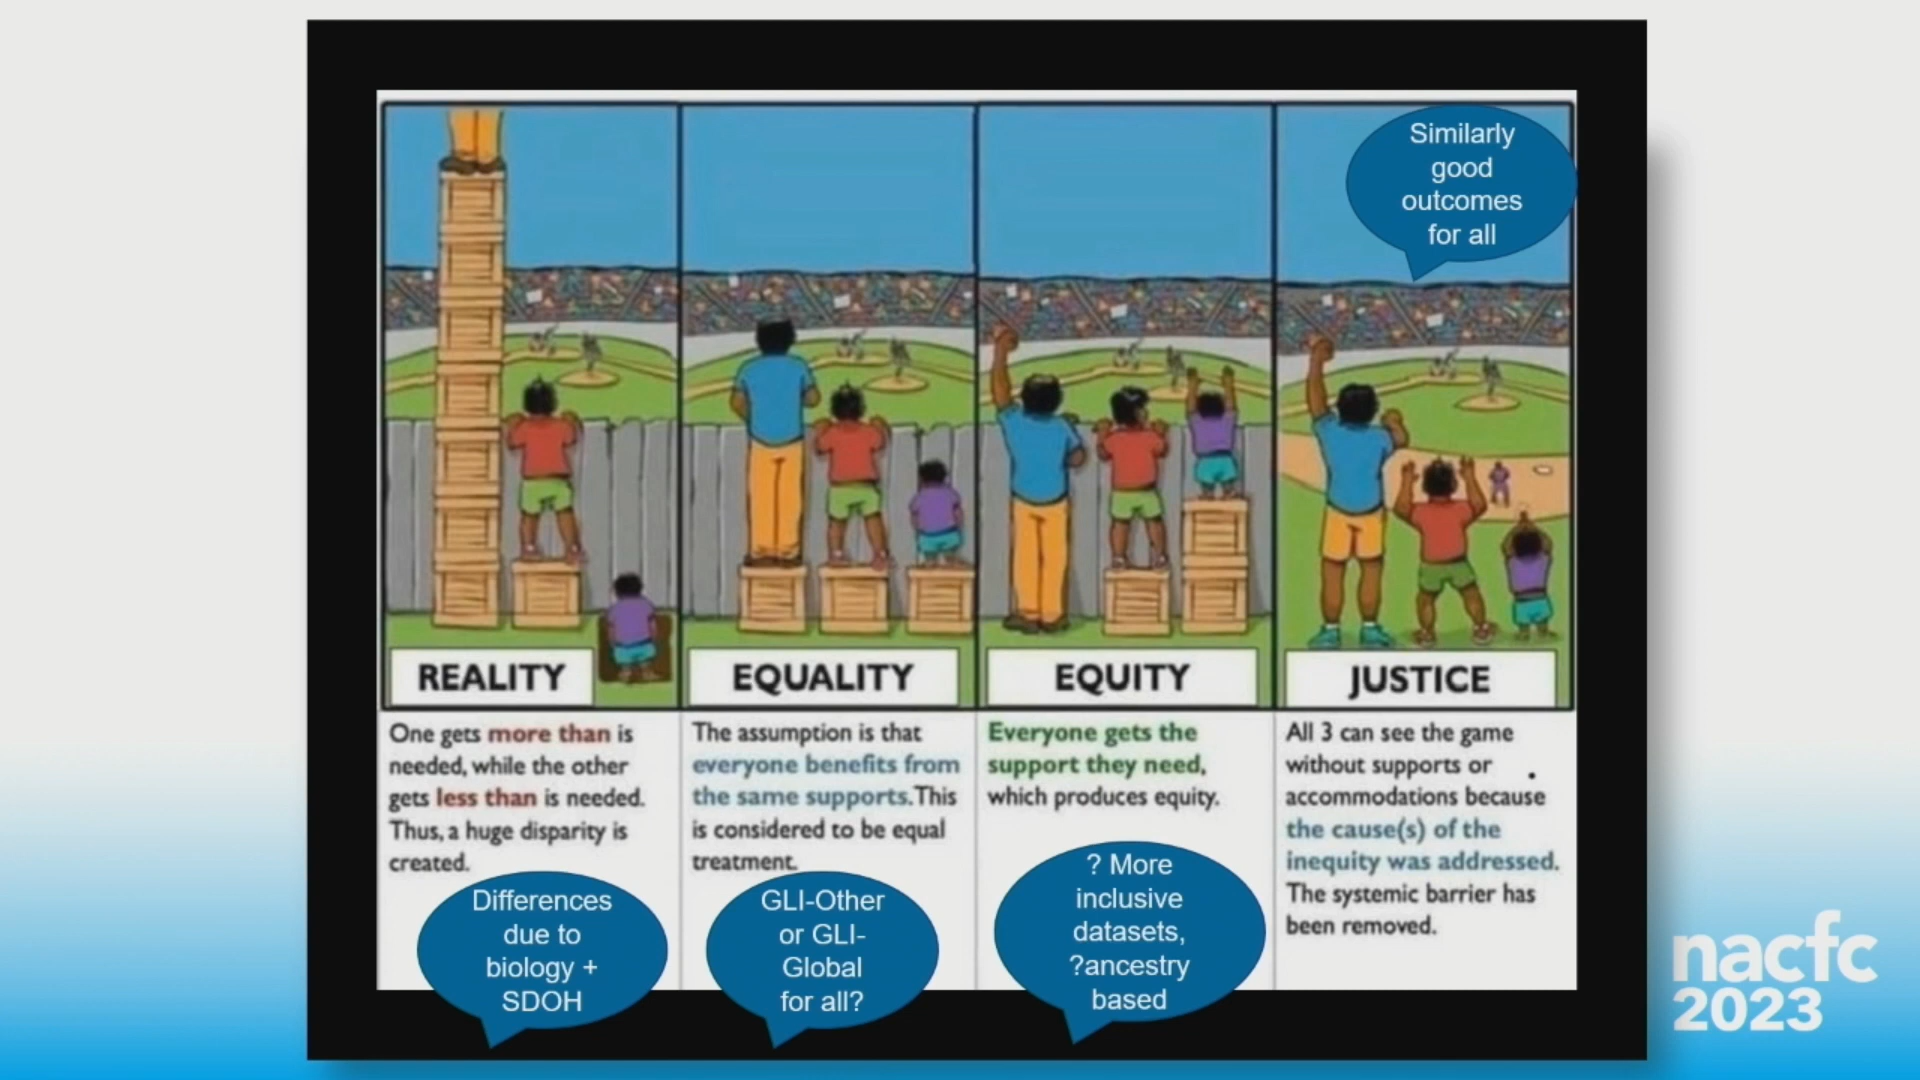 Similarly
good
outcomes
for all
REALITY
EQUALITY
EQUITY
JUSTICE
One gets more than is
needed, while the other
gets less than is needed.
Thus, a huge disparity is
created.
The assumption is that
everyone benefits from
the same supports. This
is considered to be equal
treatment.
Everyone gets the
support they need,
which produces equity.
All 3 can see the game
without supports or
accommodations because
the cause(s) of the
inequity was addressed.
The systemic barrier has
been removed.
Differences
due to
biology +
SDOH
GLI-Other
or GLI-
Global
for all?
? More
inclusive
datasets,
?ancestry
based
nacfc
2023